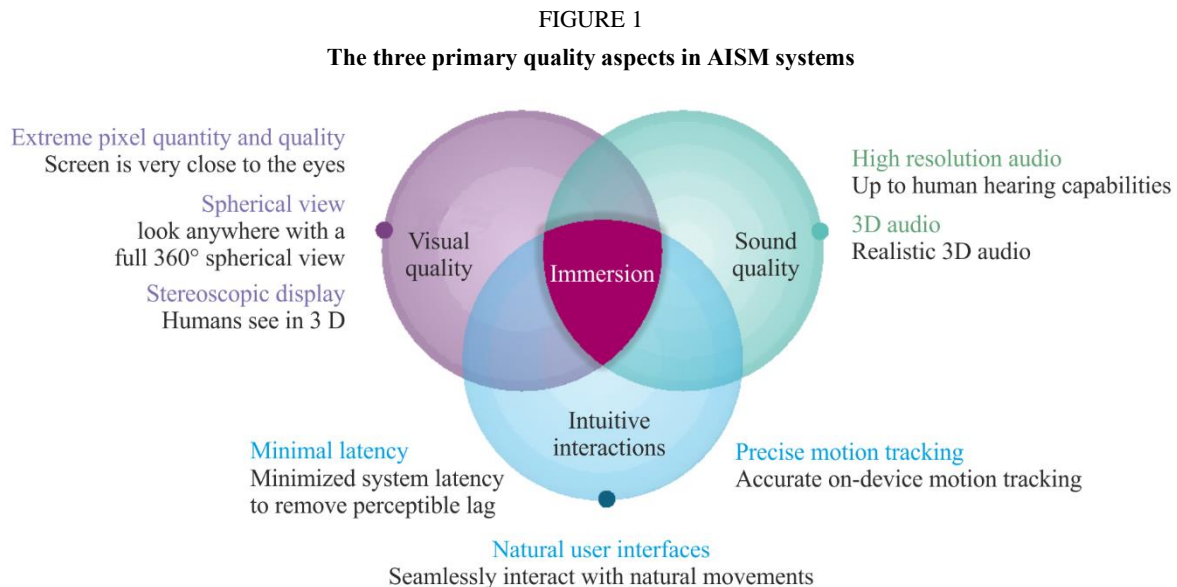 FIGURE 1
The three primary quality aspects in AISM systems
Extreme pixel quantity and quality
Screen is very close to the eyes
Spherical view
look anywhere with a
full 360° spherical view
Stereoscopic display
Humans see in 3 D
Visual
quality
Immersion
Sound
quality
High resolution audio
Up to human hearing capabilities
3D audio
Realistic 3D audio
Intuitive
interactions
Minimal latency
Minimized system latency
to remove perceptible lag
Precise motion tracking
Accurate on-device motion tracking
Natural user interfaces
Seamlessly interact with natural movements